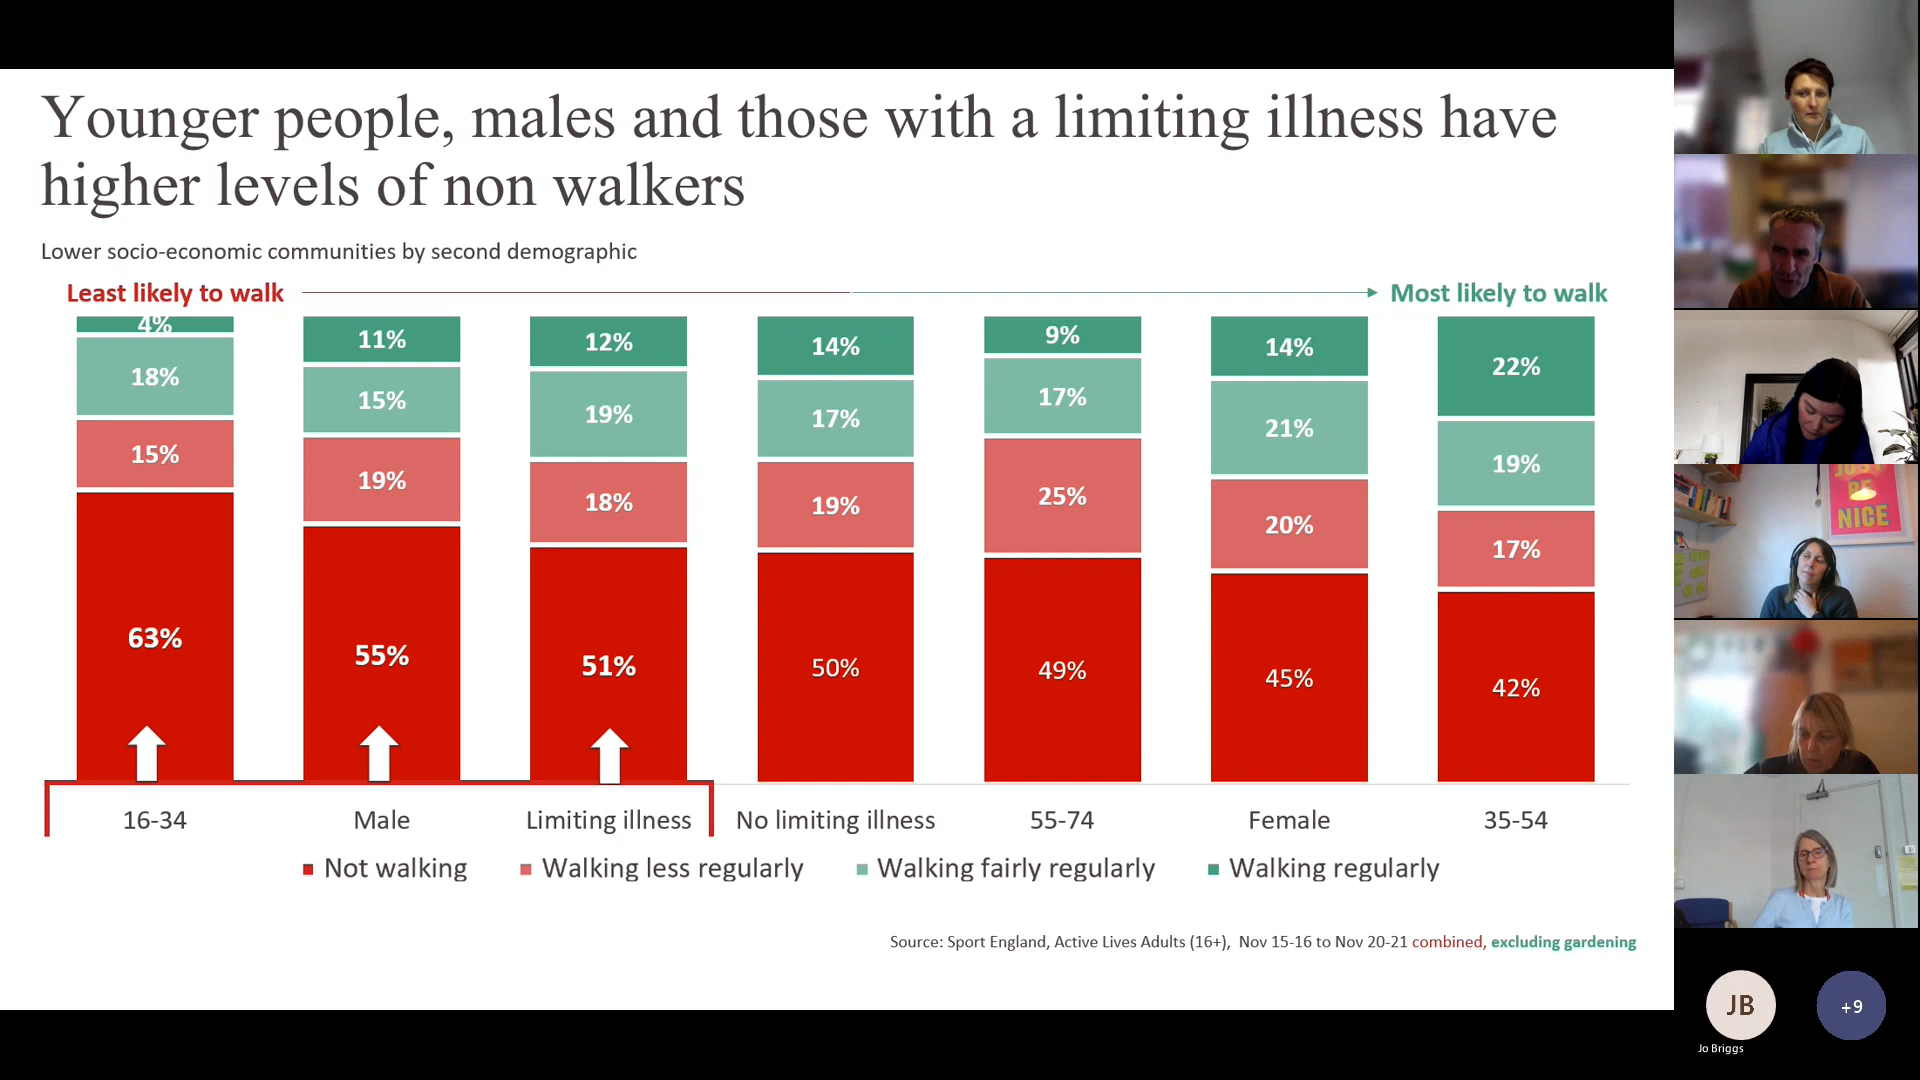 Younger people, males and those with a limiting illness have
higher levels of non walkers
Lower socio-economic communities by second demographic
Least likely to walk
Most likely to walk
4%
18%
15%
63%
11%
15%
19%
55%
12%
19%
18%
51%
14%
17%
19%
50%
9%
17%
25%
49%
14%
21%
20%
45%
22%
19%
17%
42%
16-34
Male
Limiting illness
No limiting illness
55-74
Female
35-54
Not walking
Walking less regularly
Walking fairly regularly
Walking regularly
Source: Sport England, Active Lives Adults (16+), Nov 15-16 to Nov 20-21 combined, excluding gardening
BE
NICE
JB
+9
Jo Briggs